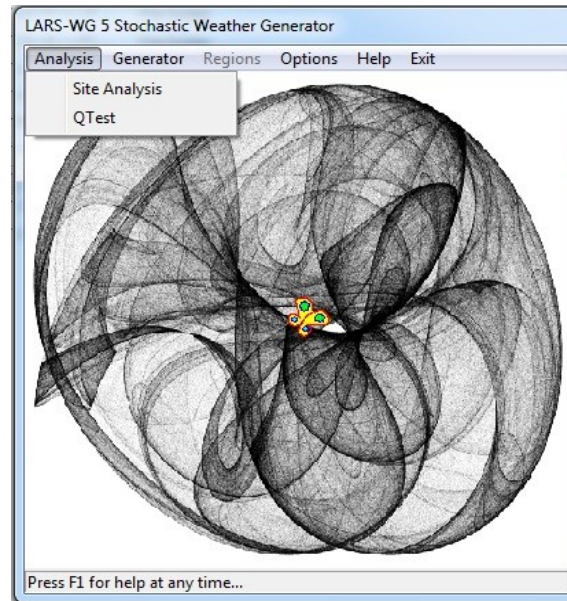 LARS-WG 5 Stochastic Weather Generator
Analysis Generator Regions Options Help Exit
Site Analysis
QTest
Press F1 for help at any time...